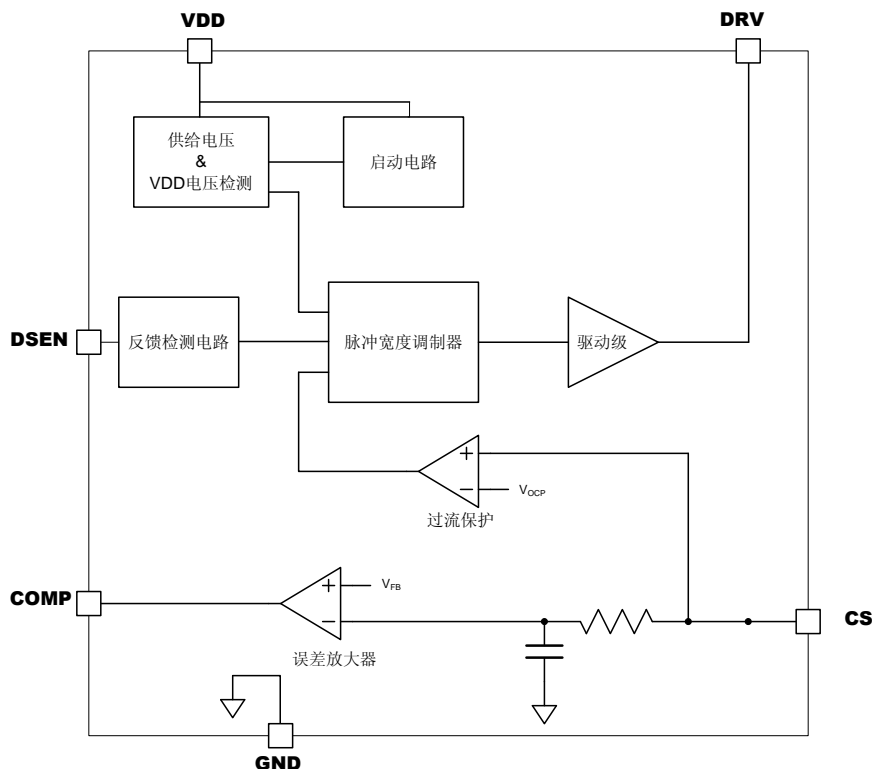 VDD
DRV
供给电压
&
VDD电压检测
启动电路
DSEN
反馈检测电路
脉冲宽度调制器
驱动级
+
−
VOCP
过流保护
COMP
+
VFB
−
CS
误差放大器
GND